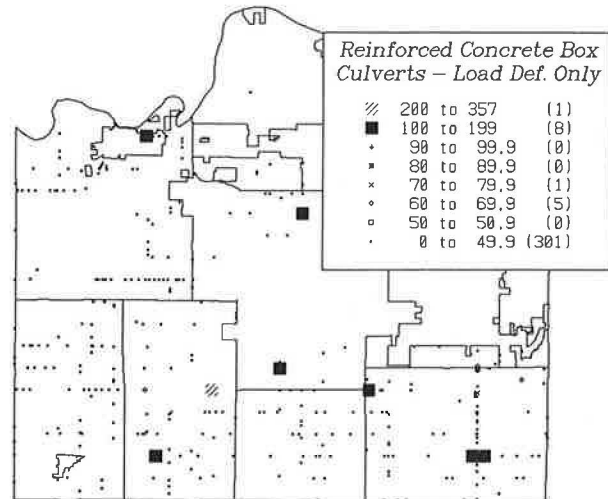 Reinforced Concrete Box
Culverts – Load Def. Only
200 to 357 (1)
100 to 199 (8)
90 to 99.9 (0)
80 to 89.9 (0)
70 to 79.9 (1)
60 to 69.9 (5)
50 to 50.9 (0)
0 to 49.9 (301)